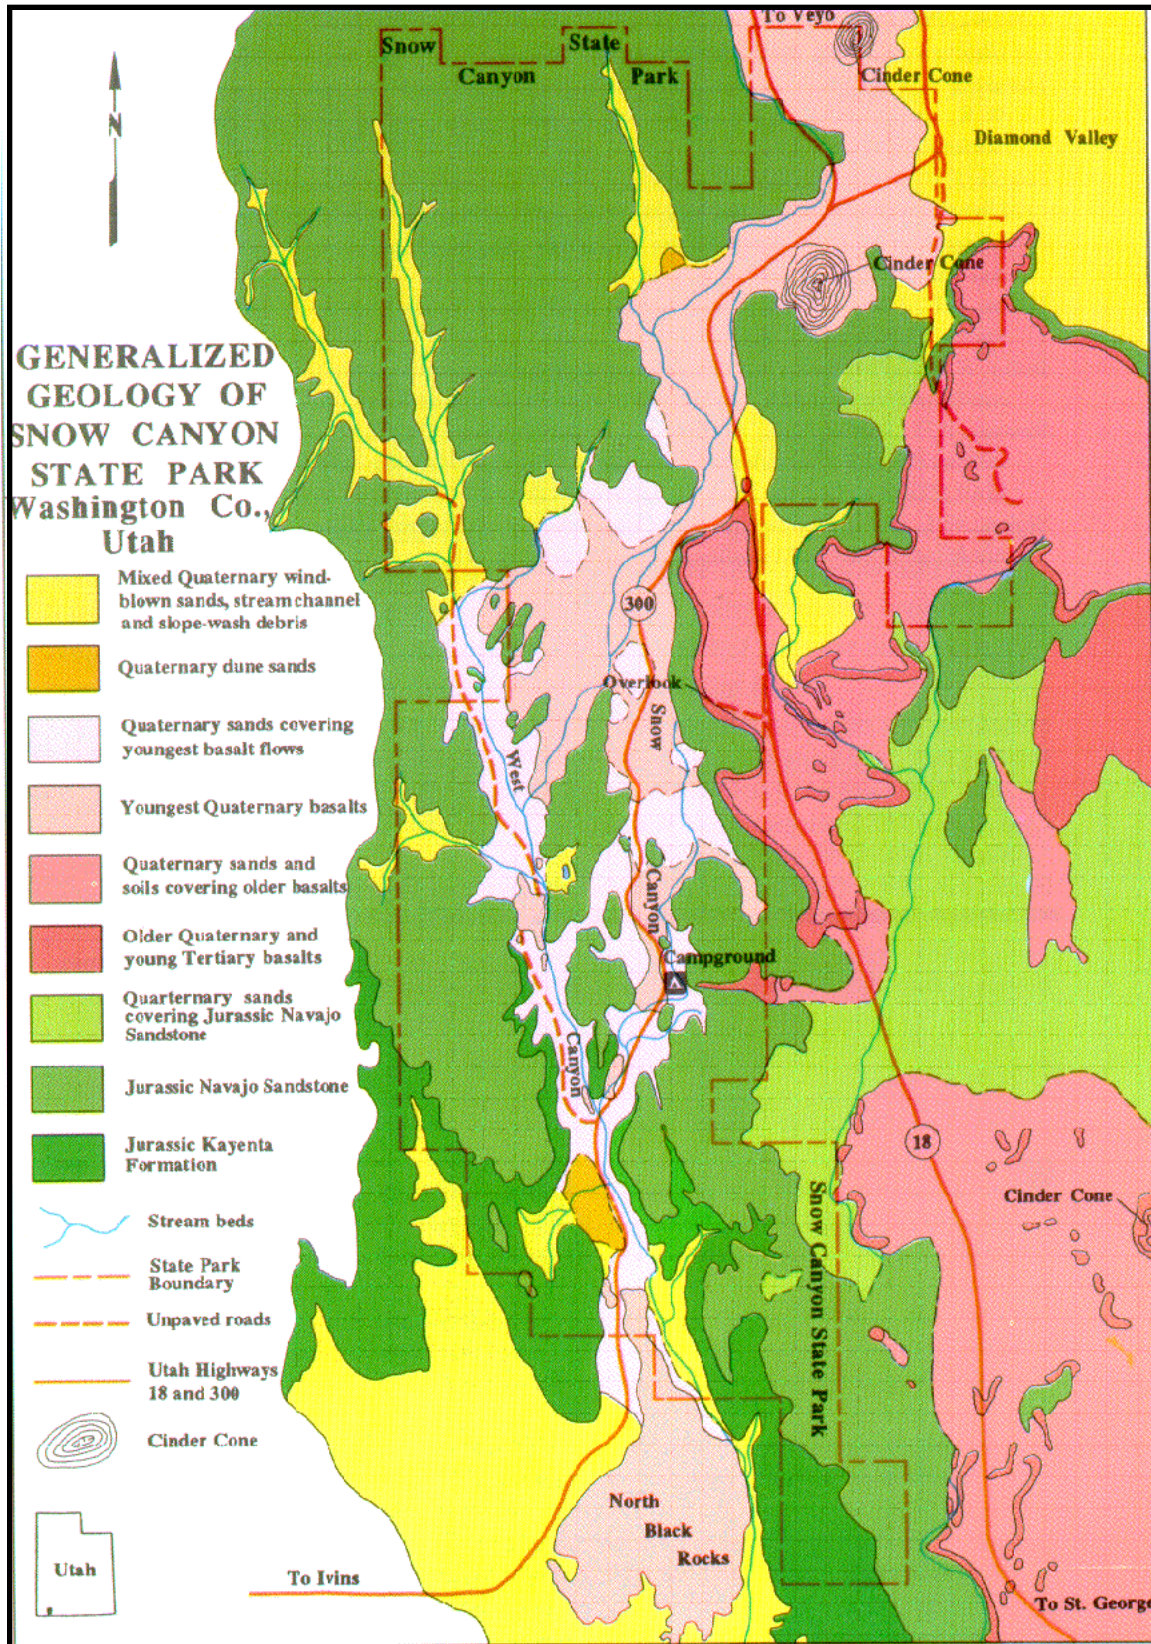 To Veyo
Snow
State
Canyon
Park
Cinder Cone
Diamond Valley
N
Cinder Cone
GENERALIZED
GEOLOGY OF
SNOW CANYON
STATE PARK
Washington Co.,
Utah
Mixed Quaternary wind-
blown sands, stream channel
and slope-wash debris
Quaternary dune sands
Quaternary sands covering
youngest basalt flows
Youngest Quaternary basalts
Quaternary sands and
soils covering older basalts
Older Quaternary and
young Tertiary basalts
Quarternary sands
covering Jurassic Navajo
Sandstone
Jurassic Navajo Sandstone
Jurassic Kayenta
Formation
Stream beds
State Park
Boundary
Unpaved roads
Utah Highways
18 and 300
Cinder Cone
Utah
300
Overlook
Snow
West
Canyon
Campground
Canyon
18
Cinder Cone
Snow Canyon State Park
North
Black
Rocks
To Ivins
To St. George